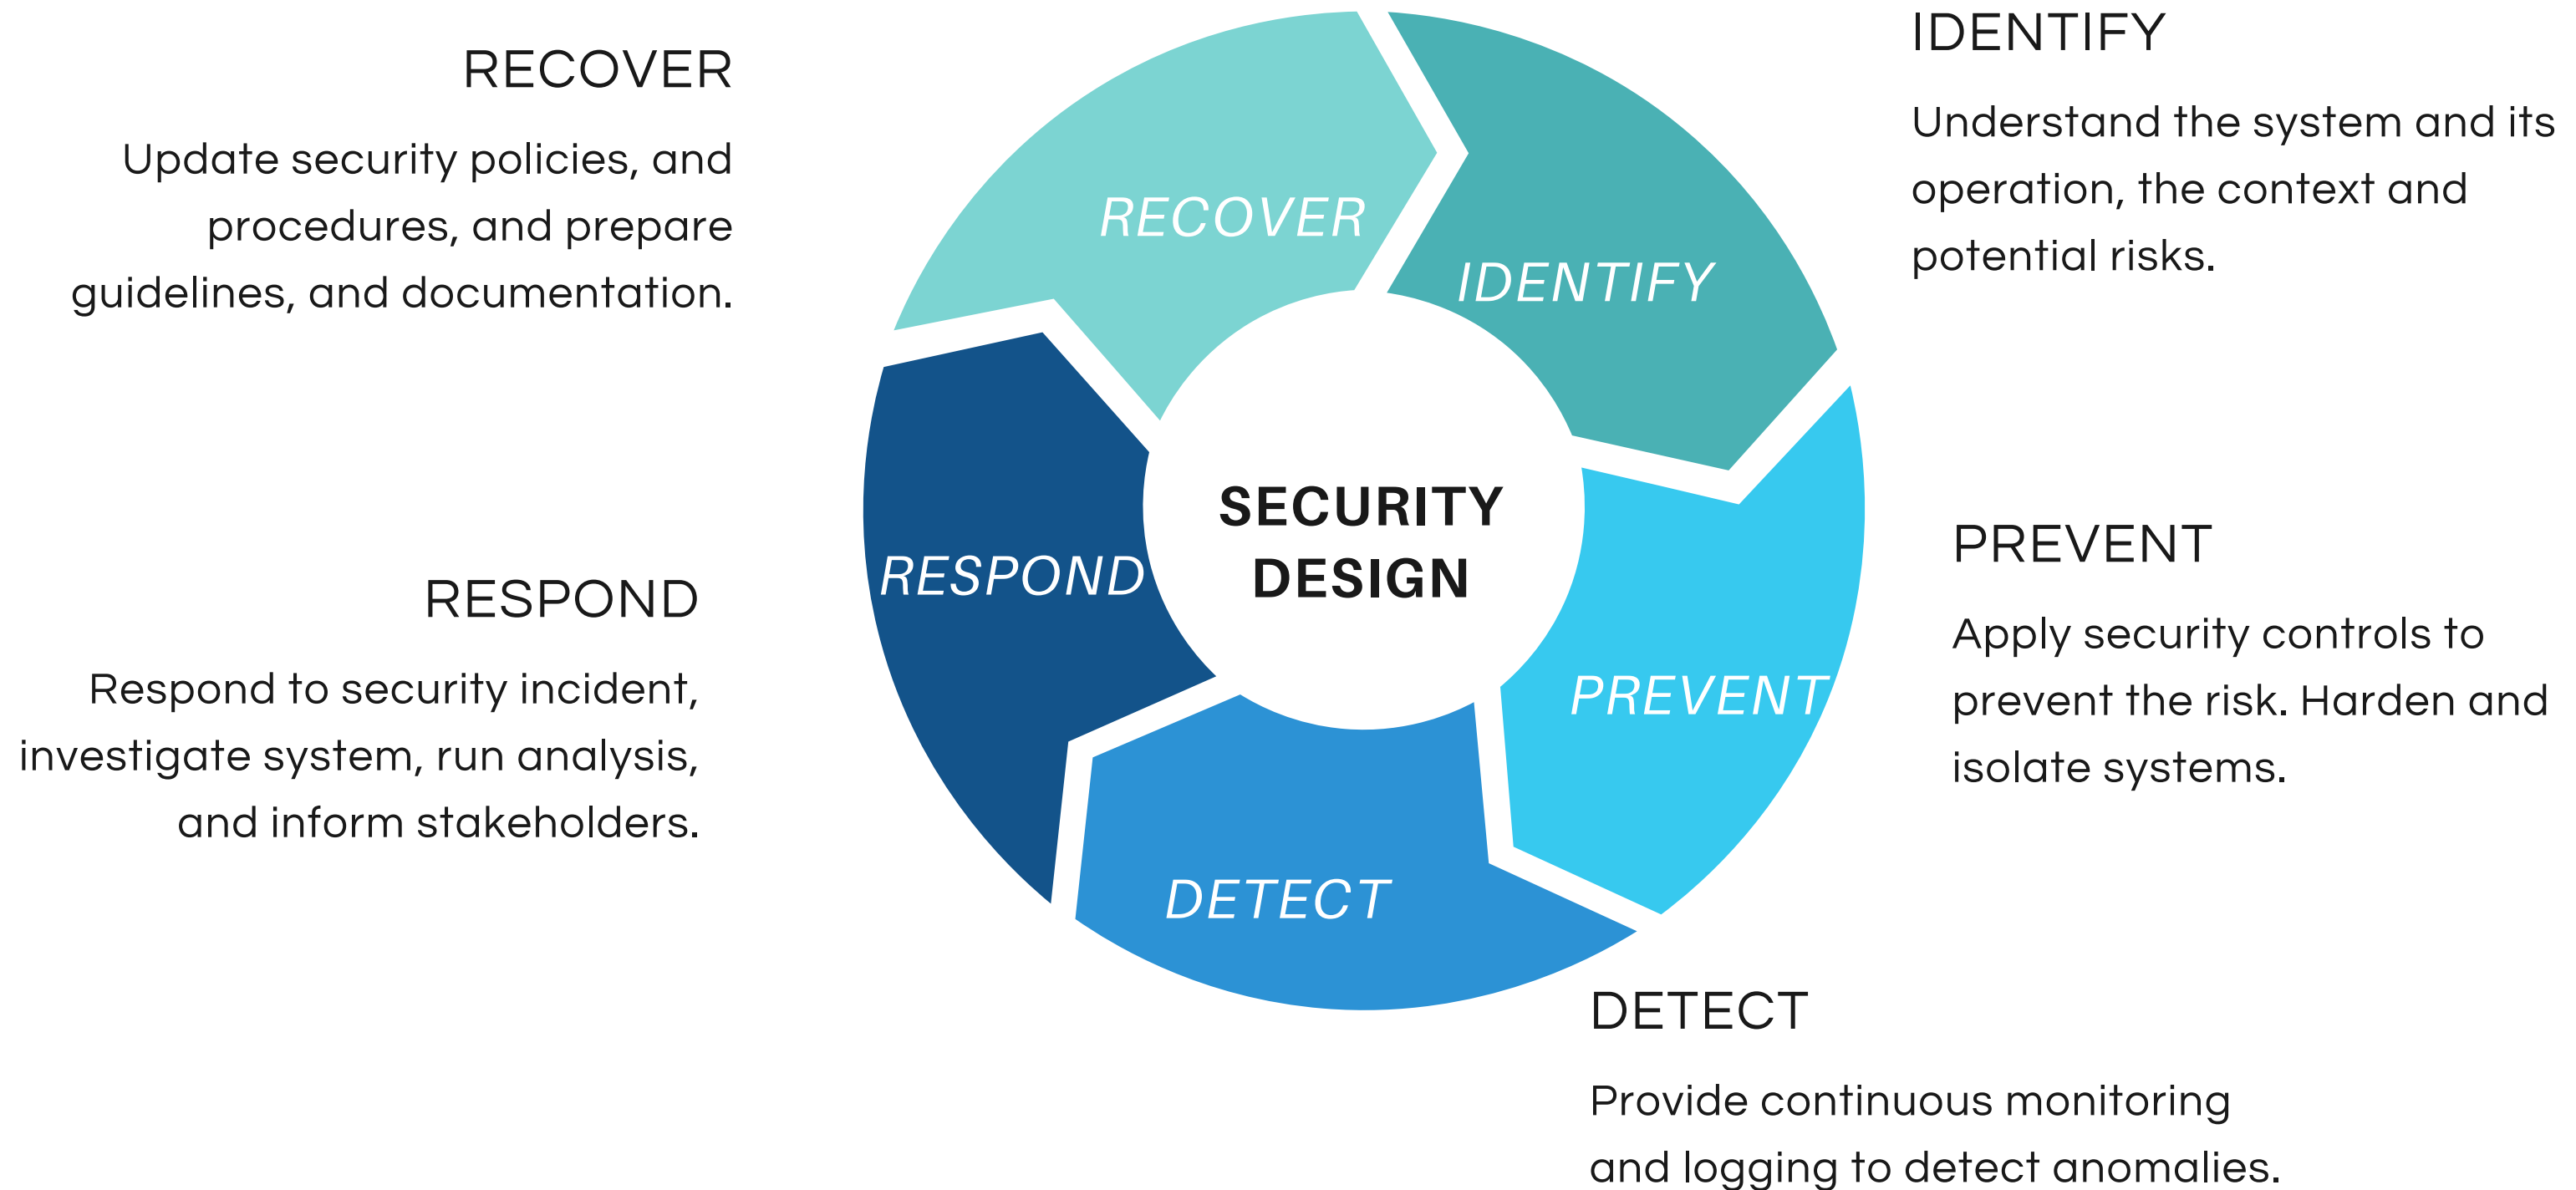 RECOVER
Update security policies, and
procedures, and prepare
guidelines, and documentation.
IDENTIFY
Understand the system and its
operation, the context and
potential risks.
RECOVER
IDENTIFY
SECURITY
DESIGN
RESPOND
PREVENT
DETECT
RESPOND
Respond to security incident,
investigate system, run analysis,
and inform stakeholders.
PREVENT
Apply security controls to
prevent the risk. Harden and
isolate systems.
DETECT
Provide continuous monitoring
and logging to detect anomalies.